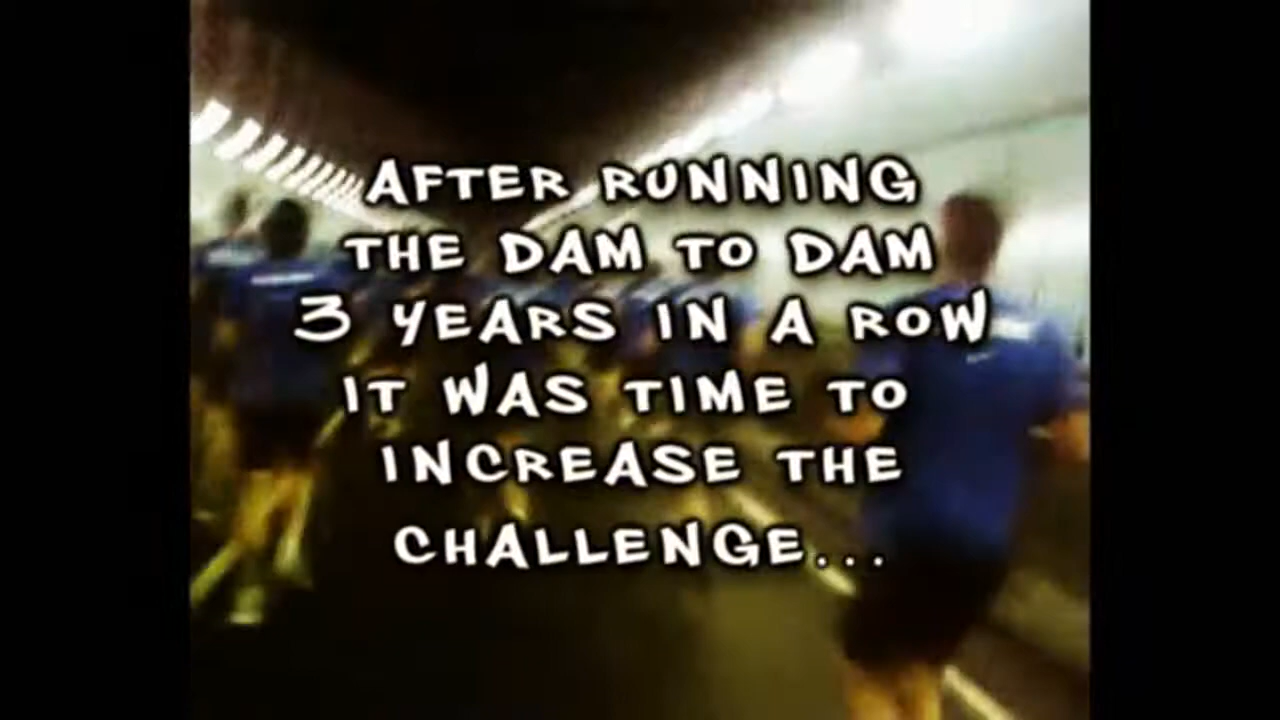 AFTER RUNNING
THE DAM TO DAM
3 YEARS IN A ROW
IT WAS TIME TO
INCREASE THE
CHALLENGE...